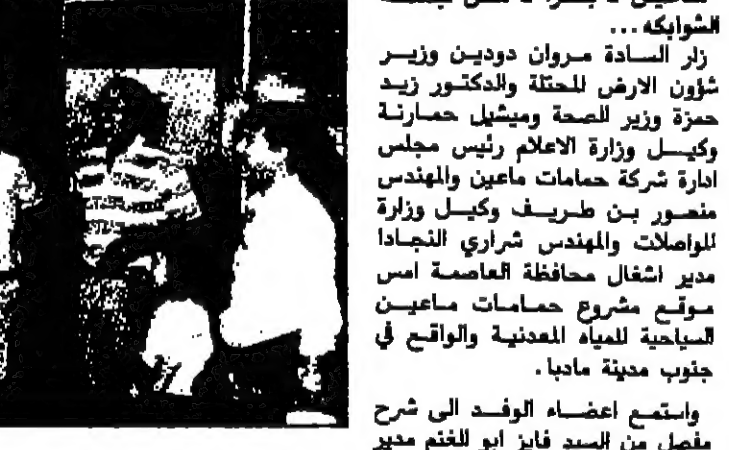 الشوابكه ...
زار السادة مروان دودين وزير
شؤون الارض المحتلة والدكتور زيد
حمزة وزير الصحة وميشيل حمارنة
وكيل وزارة الاعلام رئيس مجلس
ادارة شركة حمامات ماعين والمهندس
منصور بن طريف وكيل وزارة
المواصلات والمهندس شراري النجادا
مدير اشغال محافظة العاصمة امس
موقع مشروع حمامات ماعين
السياحية للمياه المعدنية والواقع في
جنوب مدينة مادبا .
واستمع اعضاء الوفد الى شرح
مفصل من السيد فايز ابو الغنم مدير